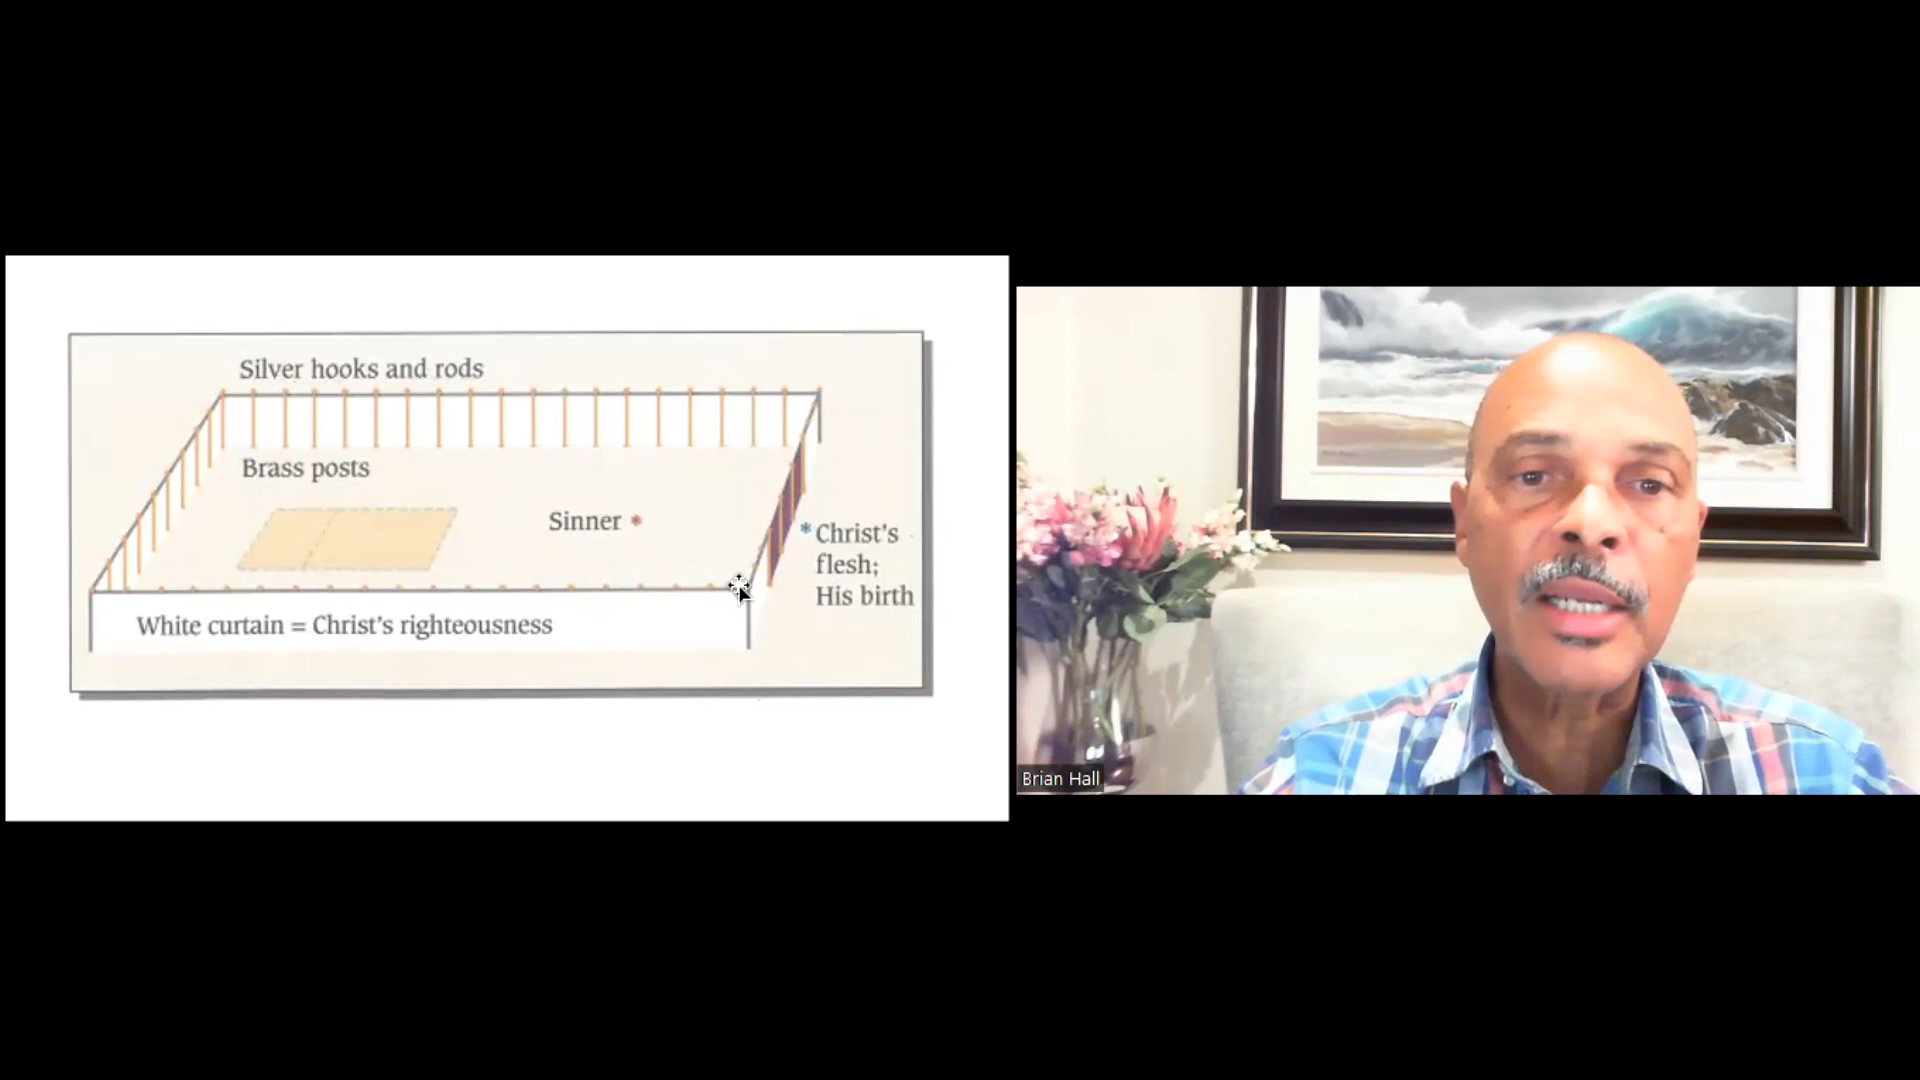 Silver hooks and rods
Brass posts
Sinner *
* Christ's
flesh;
His birth
White curtain = Christ's righteousness
Brian Hall